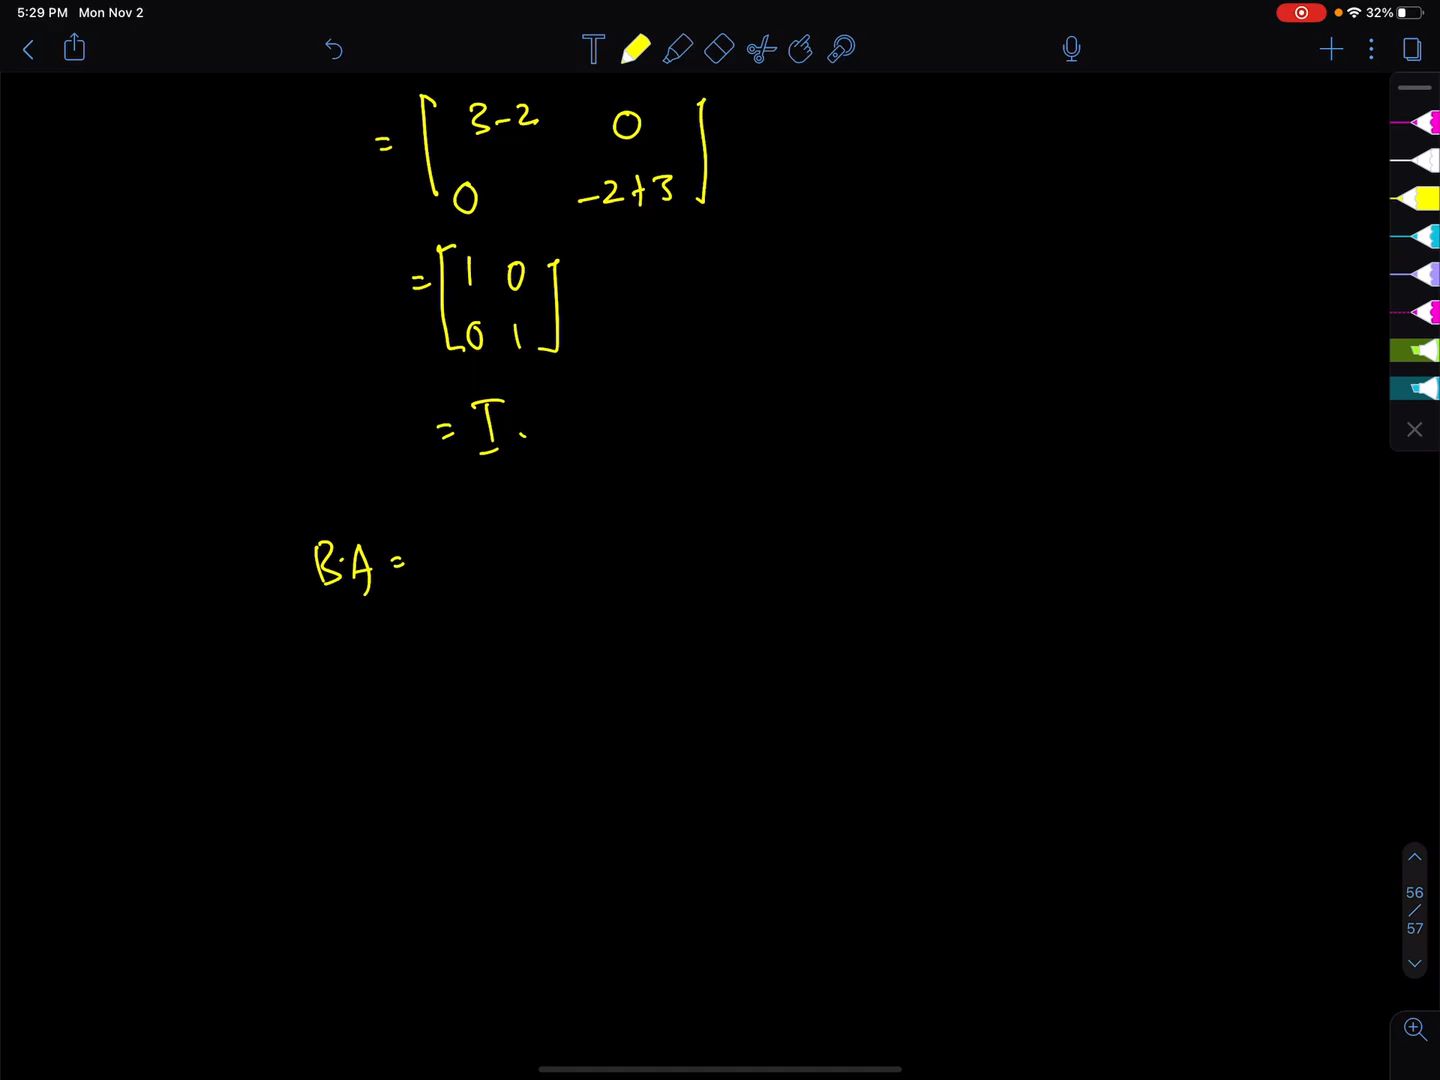 5:29 PM Mon Nov 2 32%
= [ 3-2 0
0 -2+3 ]
= [ 1 0
0 1 ]
= I.
B·A =
56
/
57